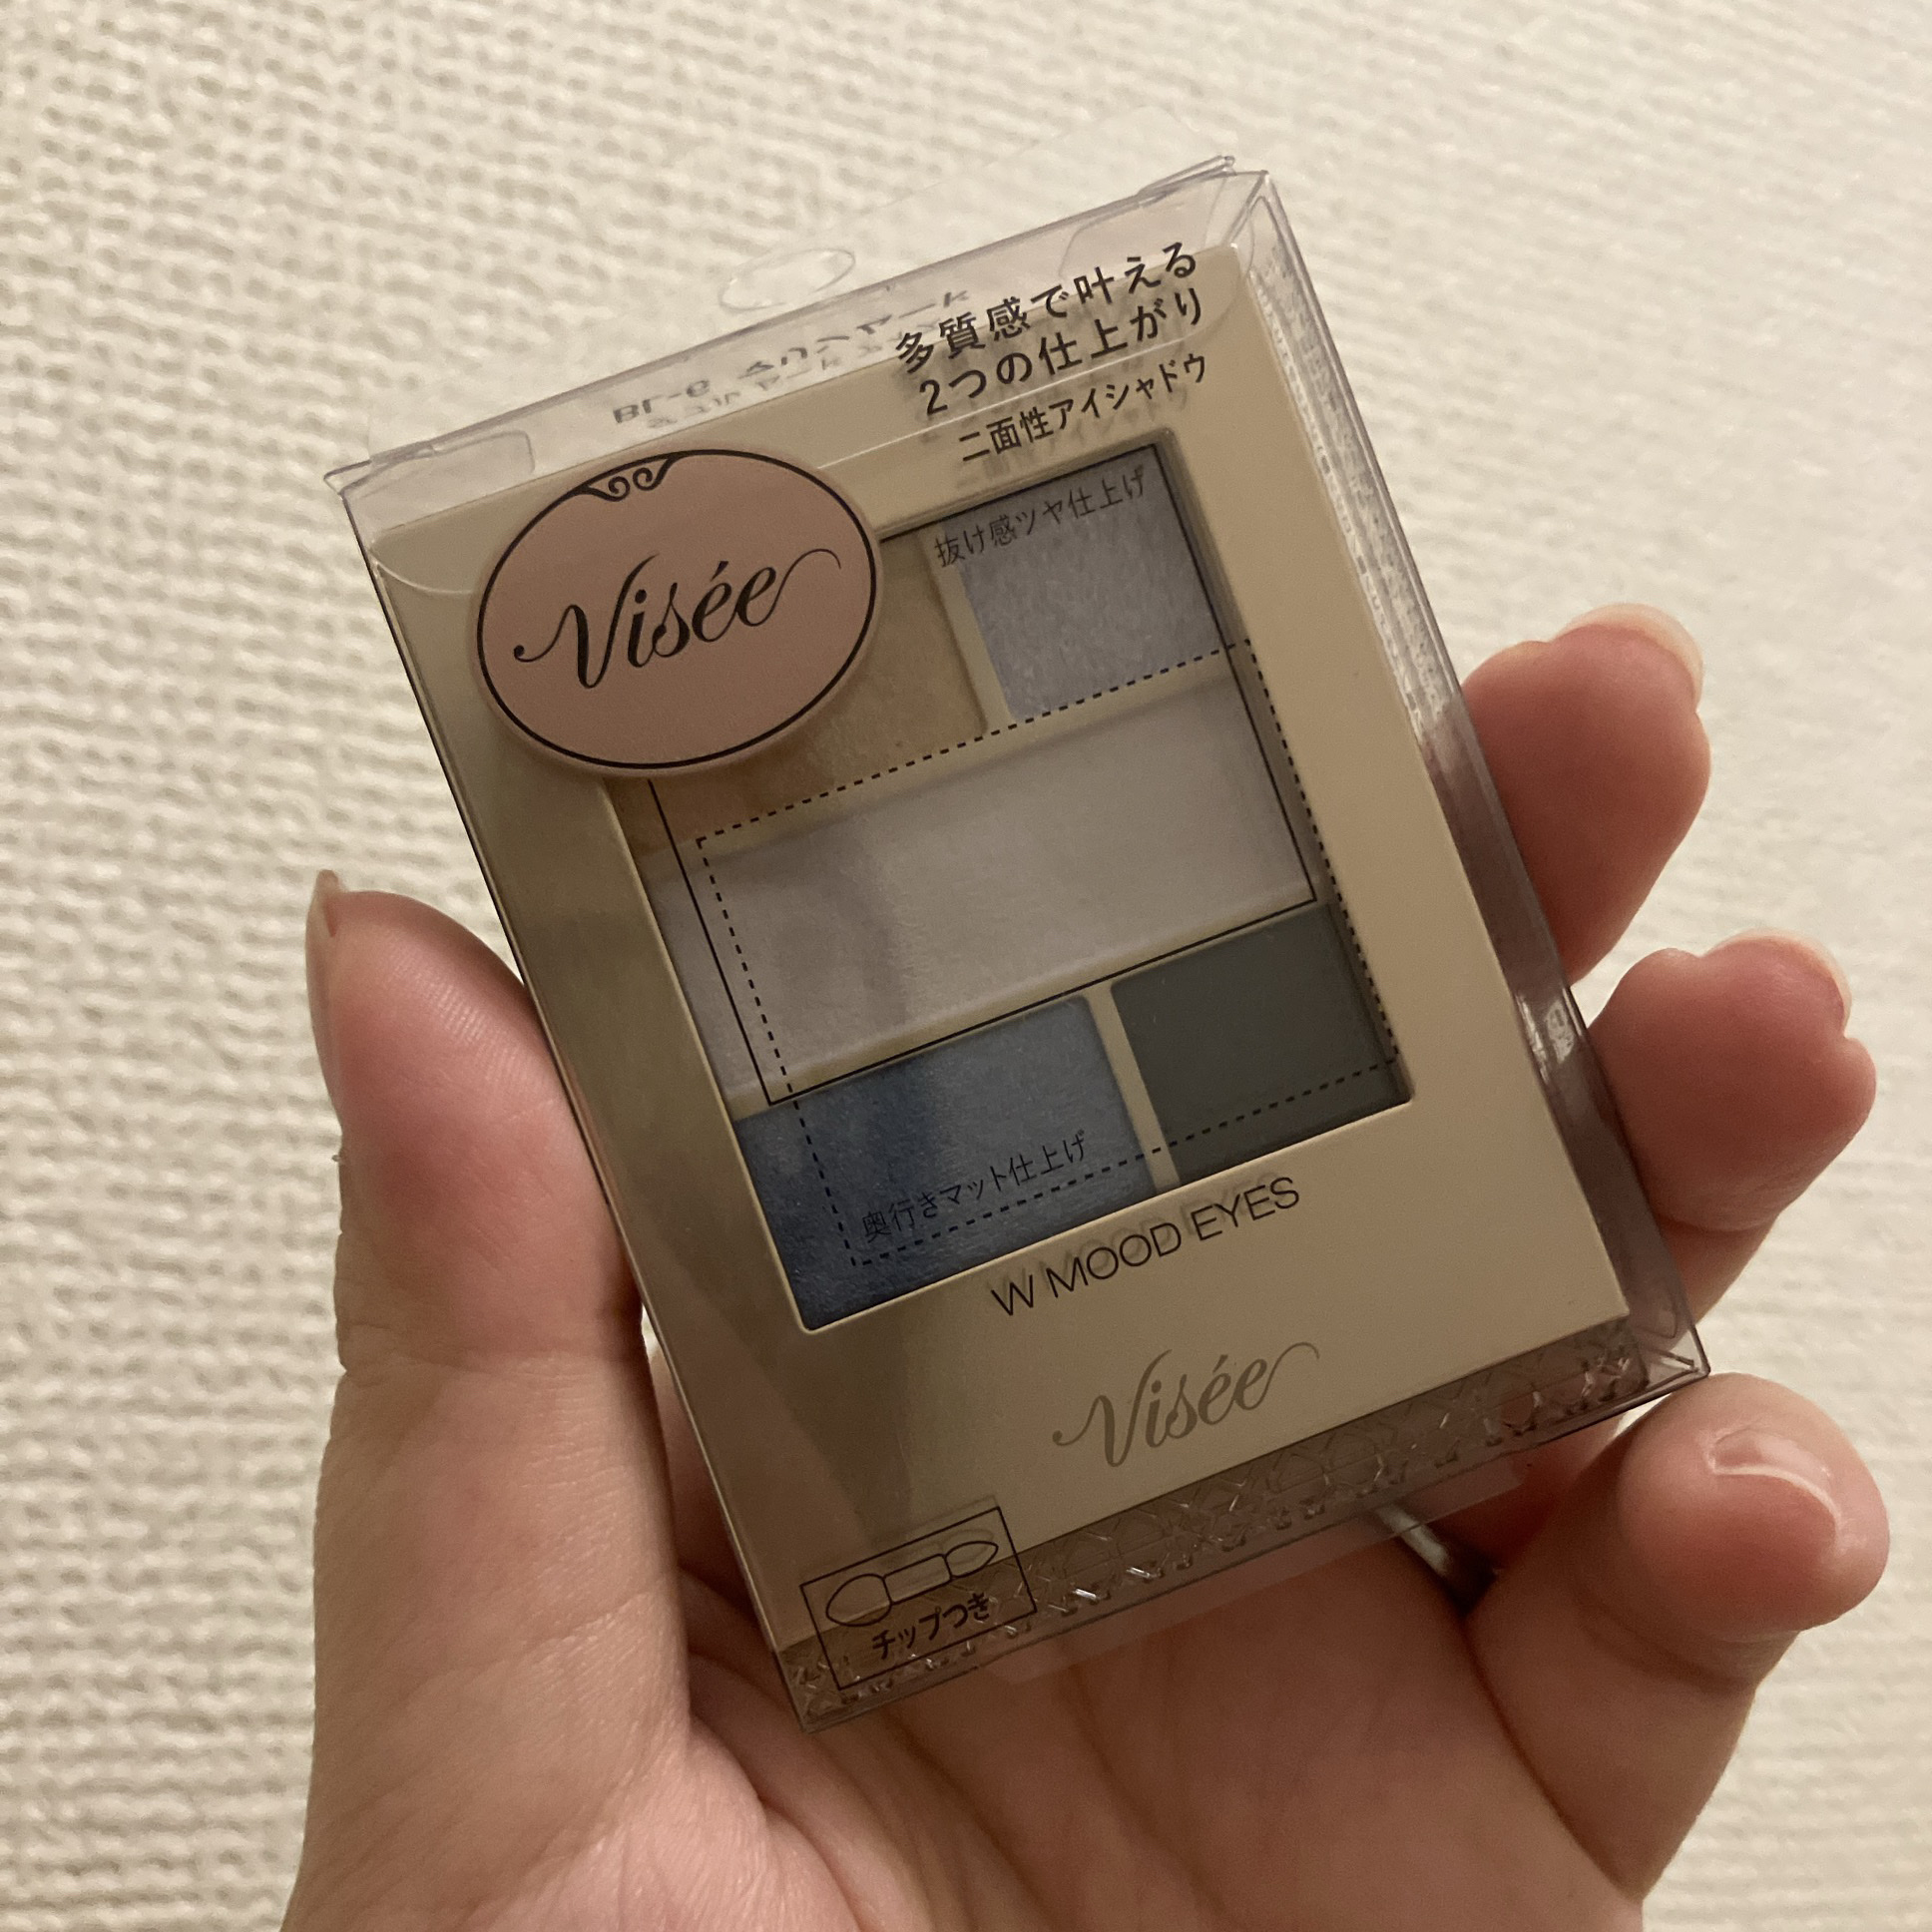 多質感で叶える
2つの仕上がり
二面性アイシャドウ
Visée
抜け感ツヤ仕上げ
奥行きマット仕上げ
W MOOD EYES
Visée
チップつき